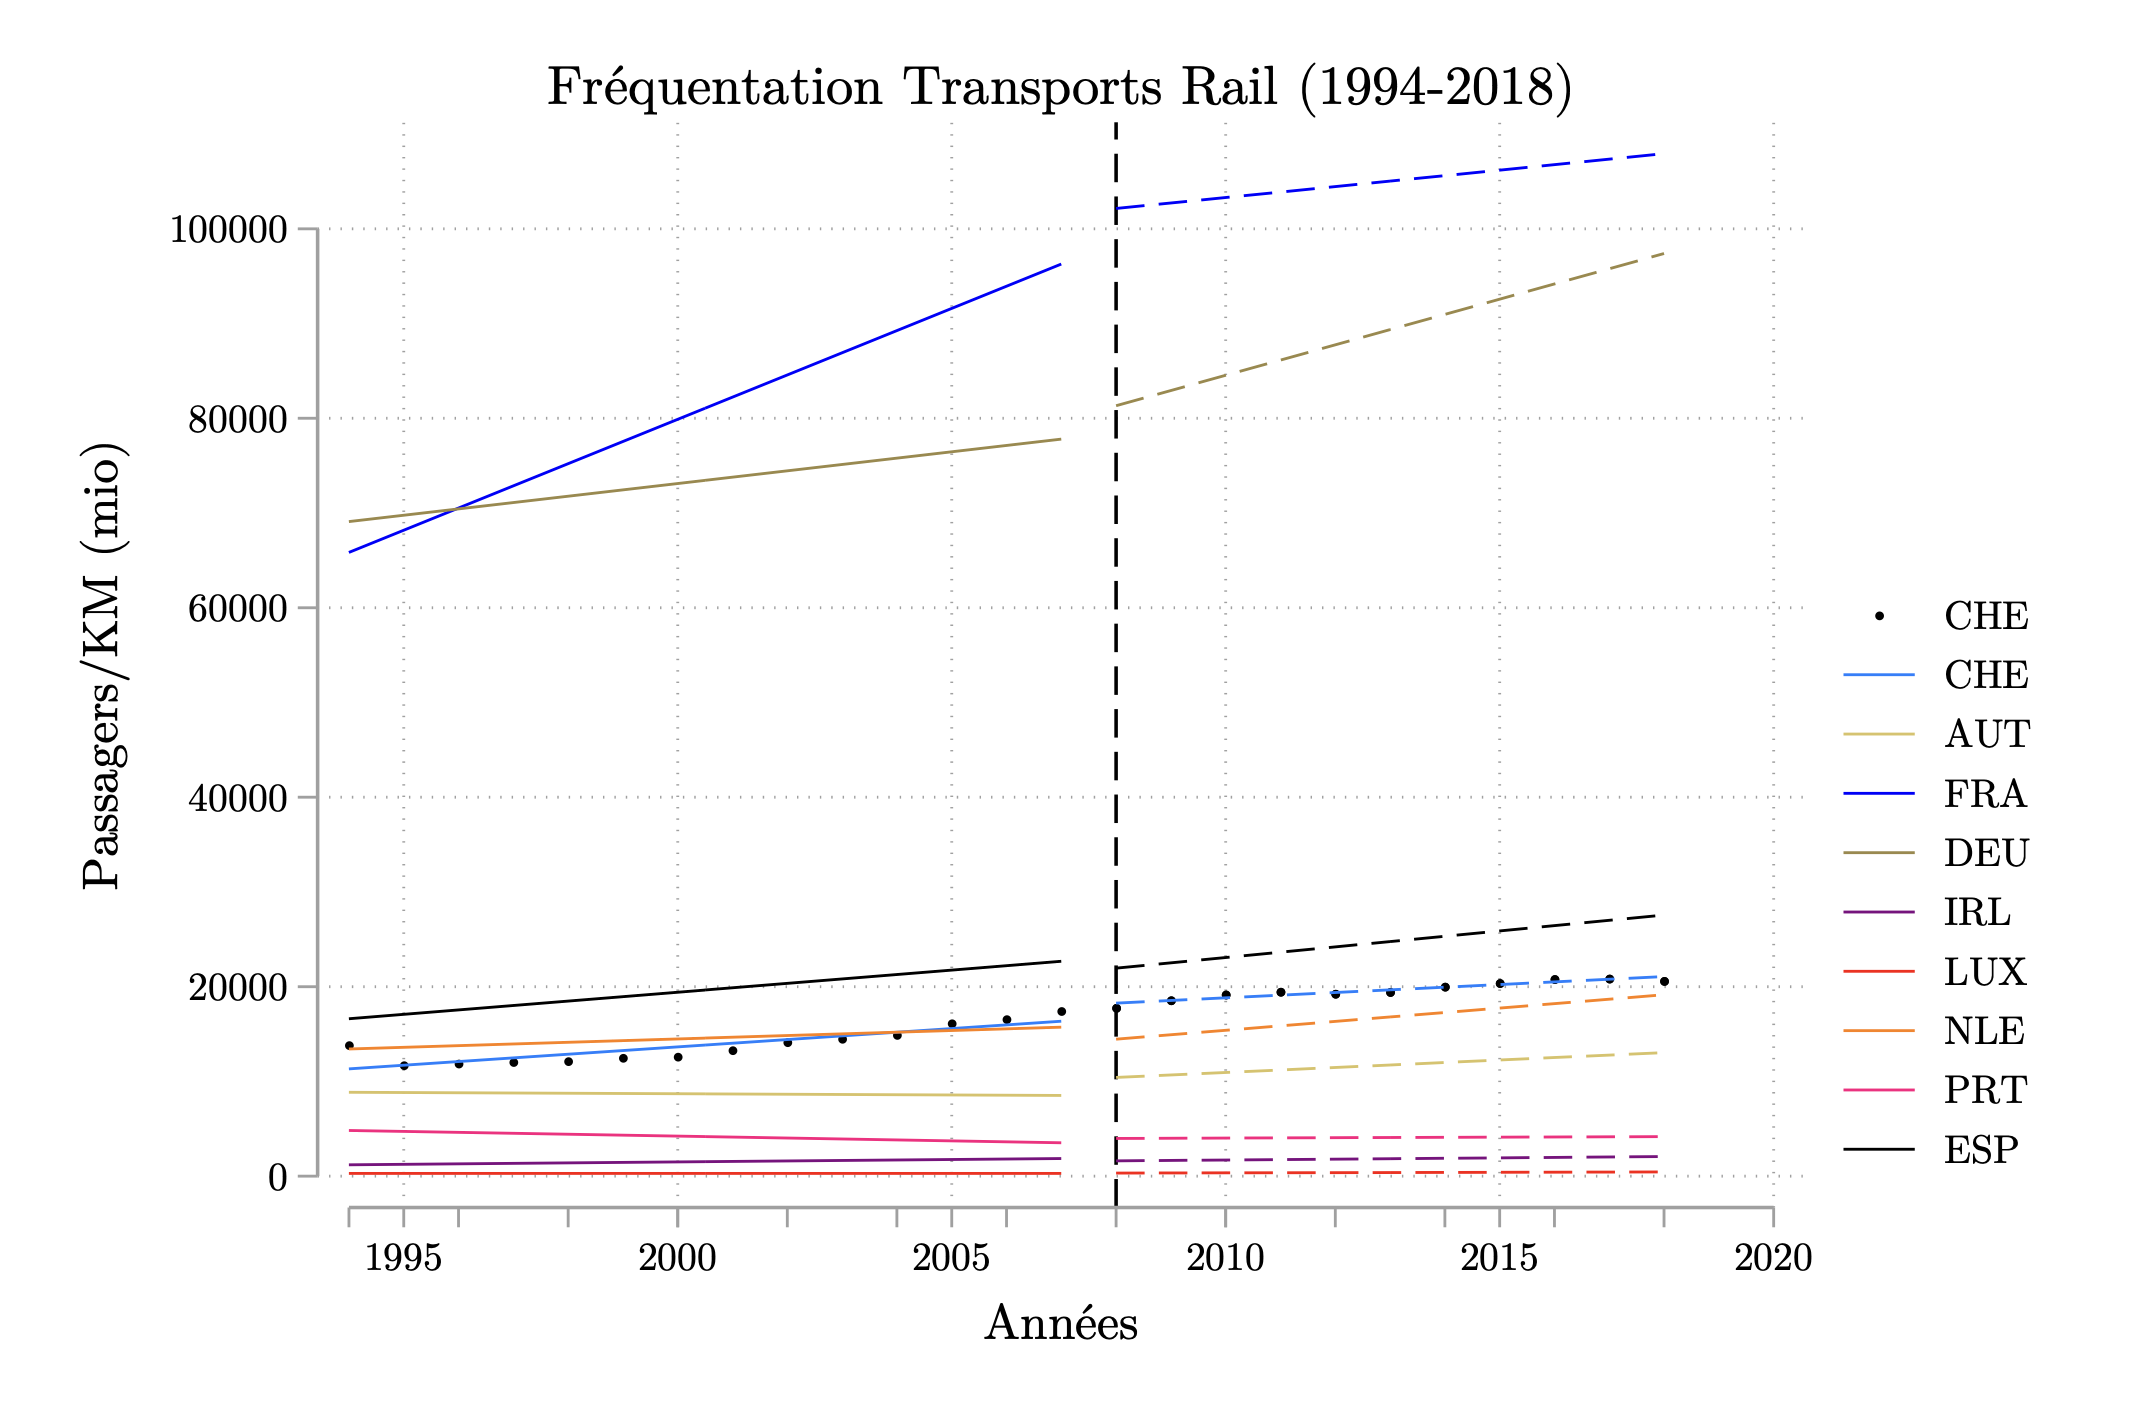 Fréquentation Transports Rail (1994-2018)
Passagers/KM (mio)
100000
80000
60000
40000
20000
0
1995 2000 2005 2010 2015 2020
Années
CHE
CHE
AUT
FRA
DEU
IRL
LUX
NLE
PRT
ESP